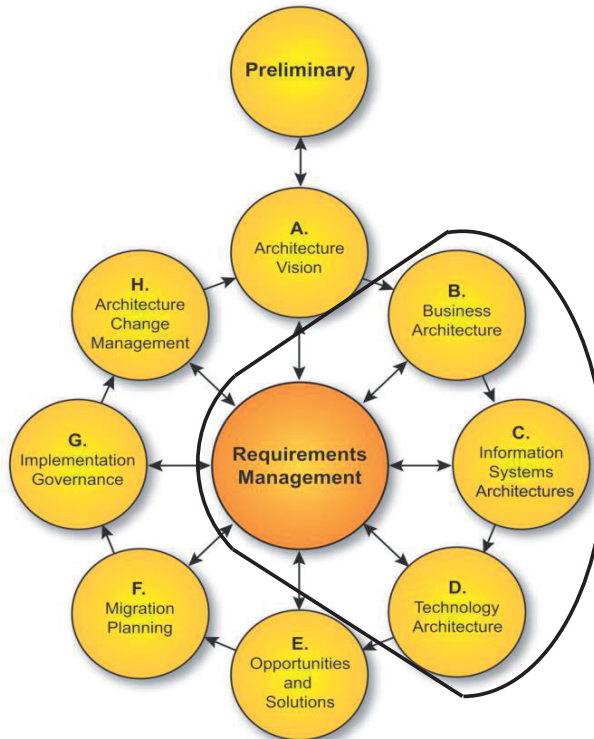 Preliminary
A.
Architecture
Vision
B.
Business
Architecture
C.
Information
Systems
Architectures
D.
Technology
Architecture
E.
Opportunities
and
Solutions
F.
Migration
Planning
G.
Implementation
Governance
H.
Architecture
Change
Management
Requirements
Management